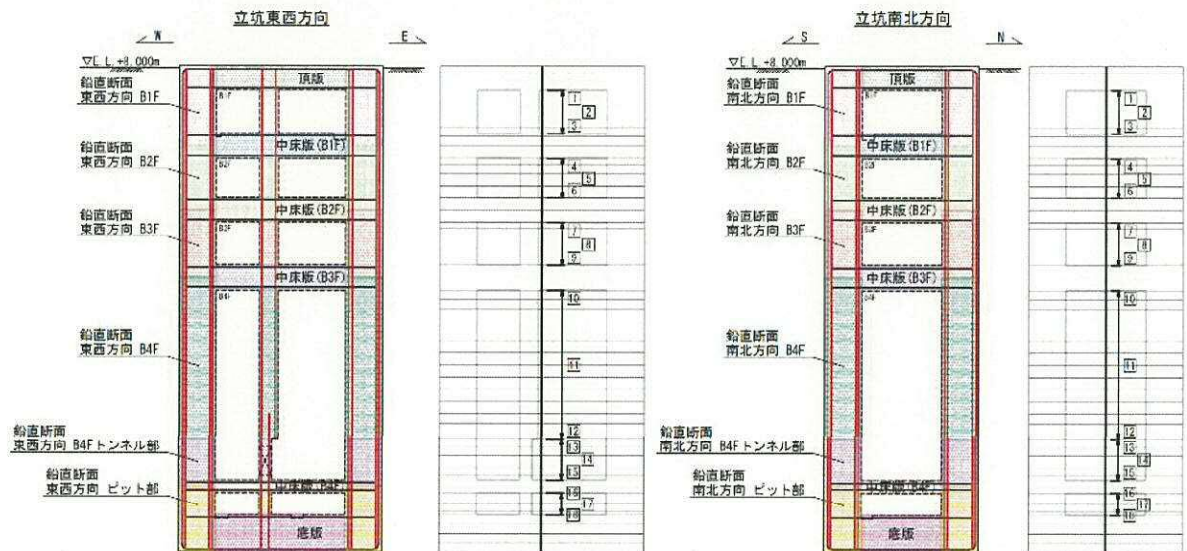 立坑東西方向
W
E
▽E.L.+8.000m
鉛直断面
東西方向 B1F
鉛直断面
東西方向 B2F
鉛直断面
東西方向 B3F
鉛直断面
東西方向 B4F
鉛直断面
東西方向 B4Fトンネル部
鉛直断面
東西方向 ピット部
頂版
B1F
中床版(B1F)
B2F
中床版(B2F)
B3F
中床版(B3F)
B4F
中床版(B4F)
底版
1
2
3
4
5
6
7
8
9
10
11
12
13
14
15
16
17
18
立坑南北方向
S
N
▽E.L.+8.000m
鉛直断面
南北方向 B1F
鉛直断面
南北方向 B2F
鉛直断面
南北方向 B3F
鉛直断面
南北方向 B4F
鉛直断面
南北方向 B4Fトンネル部
鉛直断面
南北方向 ピット部
頂版
B1F
中床版(B1F)
B2F
中床版(B2F)
B3F
中床版(B3F)
B4F
中床版(B4F)
底版
1
2
3
4
5
6
7
8
9
10
11
12
13
14
15
16
17
18